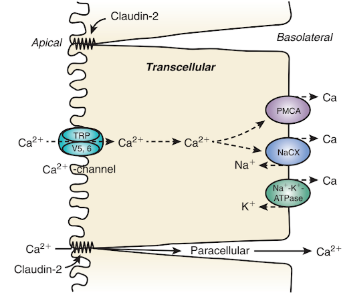 Claudin-2
Apical
Basolateral
Transcellular
Ca
PMCA
Ca²⁺
TRP
V5, 6
Ca²⁺
Ca²⁺
Ca
NaCX
Ca²⁺-channel
Na⁺
Ca
Na⁺-K⁺
ATPase
K⁺
Ca²⁺
Paracellular
Ca²⁺
Claudin-2